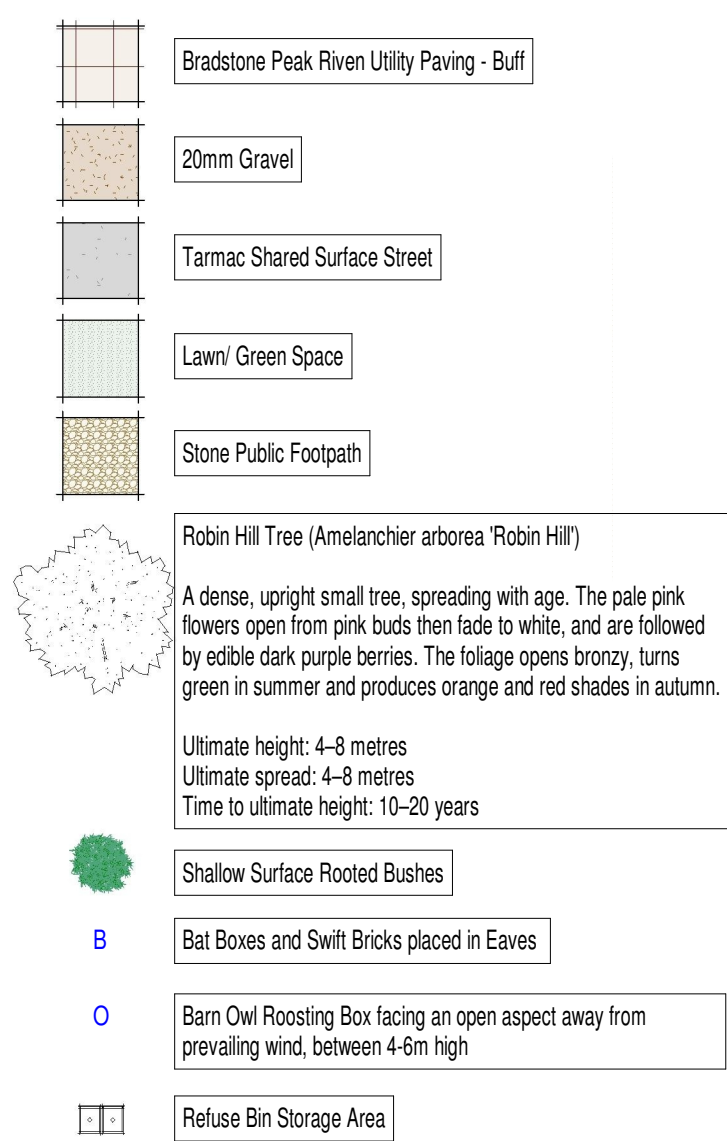 Bradstone Peak Riven Utility Paving - Buff
20mm Gravel
Tarmac Shared Surface Street
Lawn/ Green Space
Stone Public Footpath
Robin Hill Tree (Amelanchier arborea 'Robin Hill')
A dense, upright small tree, spreading with age. The pale pink
flowers open from pink buds then fade to white, and are followed
by edible dark purple berries. The foliage opens bronzy, turns
green in summer and produces orange and red shades in autumn.
Ultimate height: 4–8 metres
Ultimate spread: 4–8 metres
Time to ultimate height: 10–20 years
Shallow Surface Rooted Bushes
B
Bat Boxes and Swift Bricks placed in Eaves
O
Barn Owl Roosting Box facing an open aspect away from
prevailing wind, between 4-6m high
Refuse Bin Storage Area